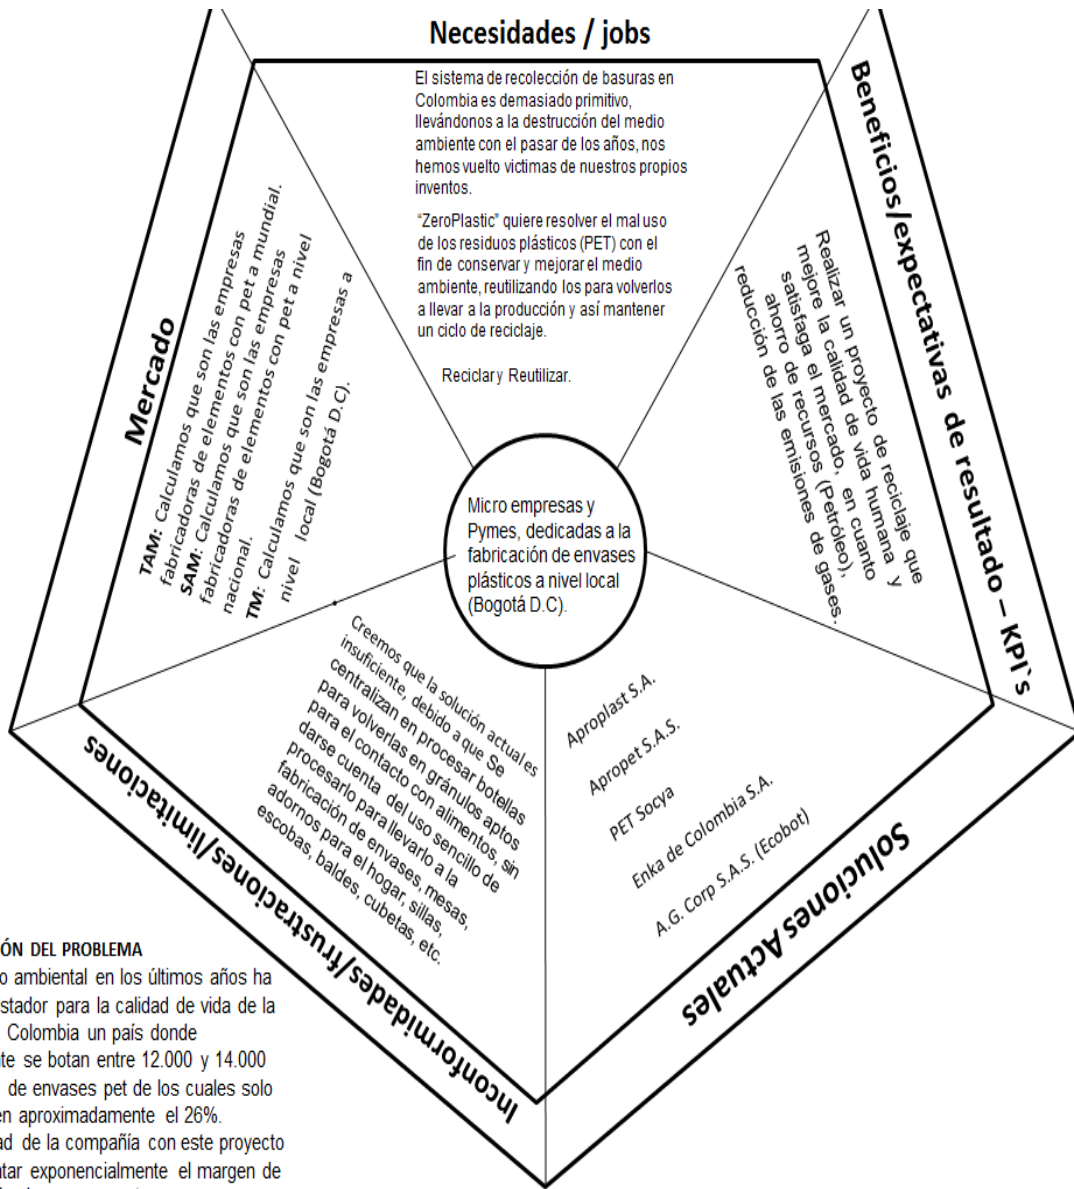 Necesidades / jobs
El sistema de recolección de basuras en
Colombia es demasiado primitivo,
llevándonos a la destrucción del medio
ambiente con el pasar de los años, nos
hemos vuelto victimas de nuestros propios
inventos.
“ZeroPlastic” quiere resolver el mal uso
de los residuos plásticos (PET) con el
fin de conservar y mejorar el medio
ambiente, reutilizando los para volverlos
a llevar a la producción y así mantener
un ciclo de reciclaje.
Reciclar y Reutilizar.
Beneficios/expectativas de resultado – KPI`s
Realizar un proyecto de reciclaje que
mejore la calidad de vida humana y
satisfaga el mercado, en cuanto
ahorro de recursos (Petróleo),
reducción de las emisiones de gases.
Mercado
TAM: Calculamos que son las empresas
fabricadoras de elementos con pet a mundial.
SAM: Calculamos que son las empresas
fabricadoras de elementos con pet a nivel
nacional.
TM: Calculamos que son las empresas a
nivel local (Bogotá D.C).
Micro empresas y
Pymes, dedicadas a la
fabricación de envases
plásticos a nivel local
(Bogotá D.C).
Creemos que la solución actual es
insuficiente, debido a que Se
centralizan en procesar botellas
para volverlas en gránulos aptos
para el contacto con alimentos, sin
darse cuenta del uso sencillo de
procesarlo para llevarlo a la
fabricación de envases, mesas,
adornos para el hogar, sillas,
escobas, baldes, cubetas, etc.
Inconformidades/frustraciones/limitaciones
Aproplast S.A.
Apropet S.A.S.
PET Socya
Enka de Colombia S.A.
A.G. Corp S.A.S. (Ecobot)
Soluciones Actuales
ÓN DEL PROBLEMA
o ambiental en los últimos años ha
stador para la calidad de vida de la
Colombia un país donde
te se botan entre 12.000 y 14.000
de envases pet de los cuales solo
en aproximadamente el 26%.
ad de la compañía con este proyecto
ntar exponencialmente el margen de